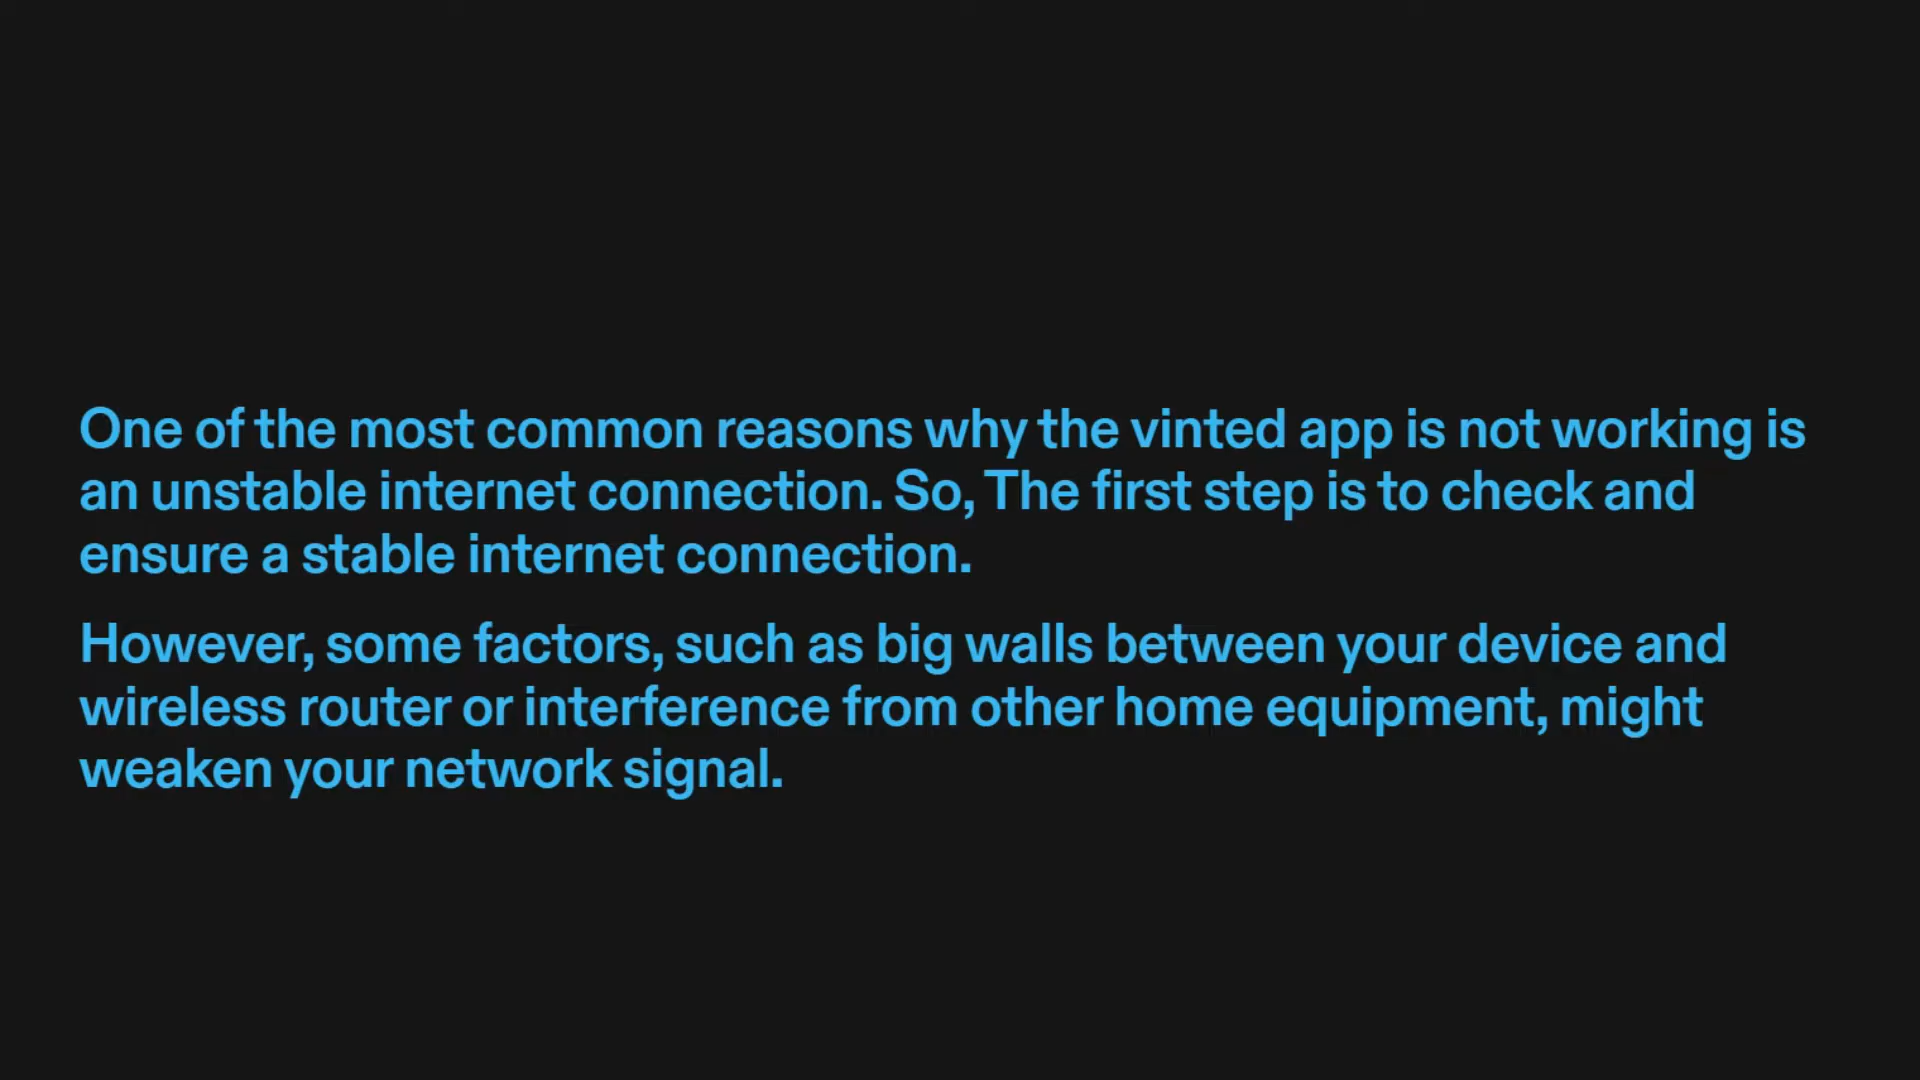 One of the most common reasons why the vinted app is not working is
an unstable internet connection. So, The first step is to check and
ensure a stable internet connection.
However, some factors, such as big walls between your device and
wireless router or interference from other home equipment, might
weaken your network signal.